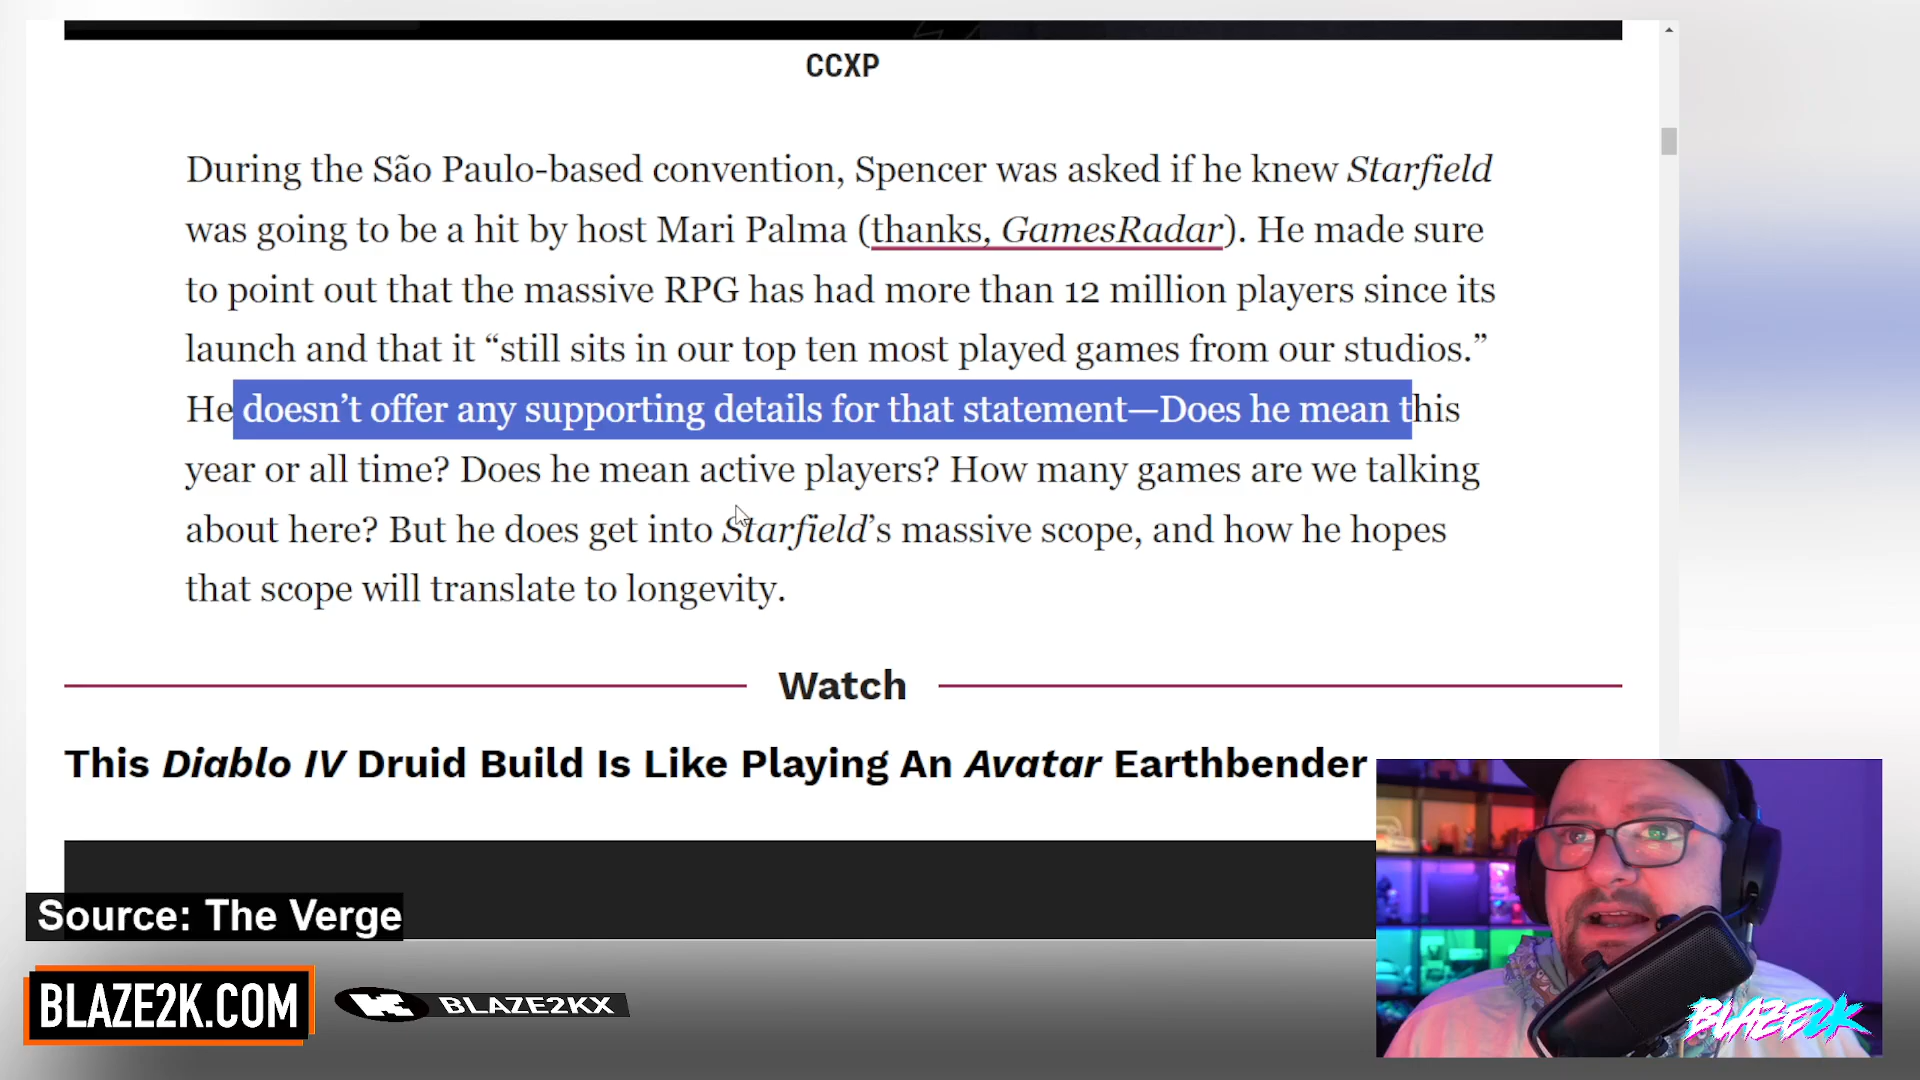 CCXP
During the São Paulo-based convention, Spencer was asked if he knew Starfield
was going to be a hit by host Mari Palma (thanks, GamesRadar). He made sure
to point out that the massive RPG has had more than 12 million players since its
launch and that it “still sits in our top ten most played games from our studios.”
He doesn’t offer any supporting details for that statement—Does he mean this
year or all time? Does he mean active players? How many games are we talking
about here? But he does get into Starfield’s massive scope, and how he hopes
that scope will translate to longevity.
Watch
This Diablo IV Druid Build Is Like Playing An Avatar Earthbender
Source: The Verge
BLAZE2K.COM
BLAZE2KX
BLAZE2K